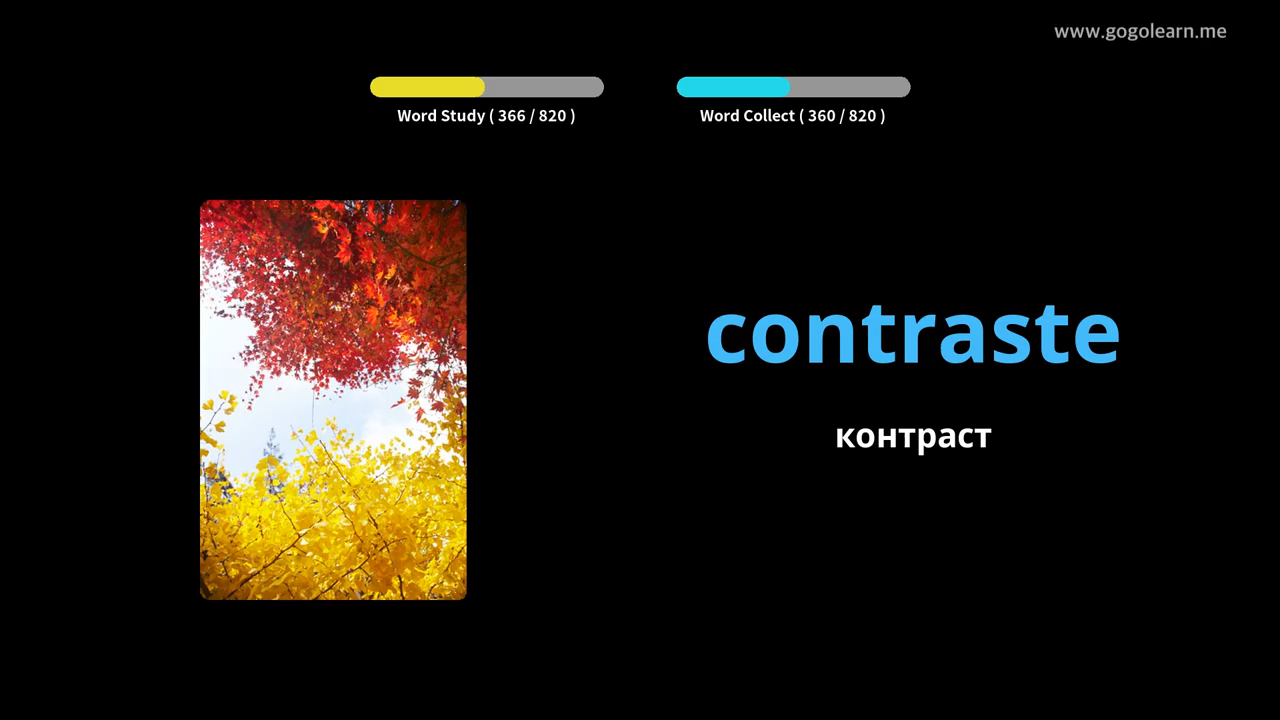 www.gogolearn.me
Word Study ( 366 / 820 )
Word Collect ( 360 / 820 )
contraste
контраст